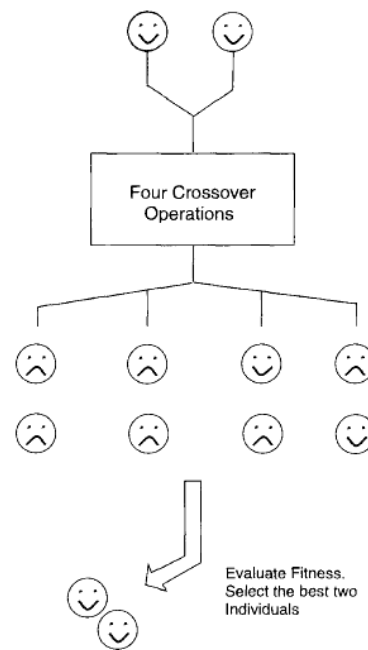 Four Crossover
Operations
Evaluate Fitness.
Select the best two
Individuals